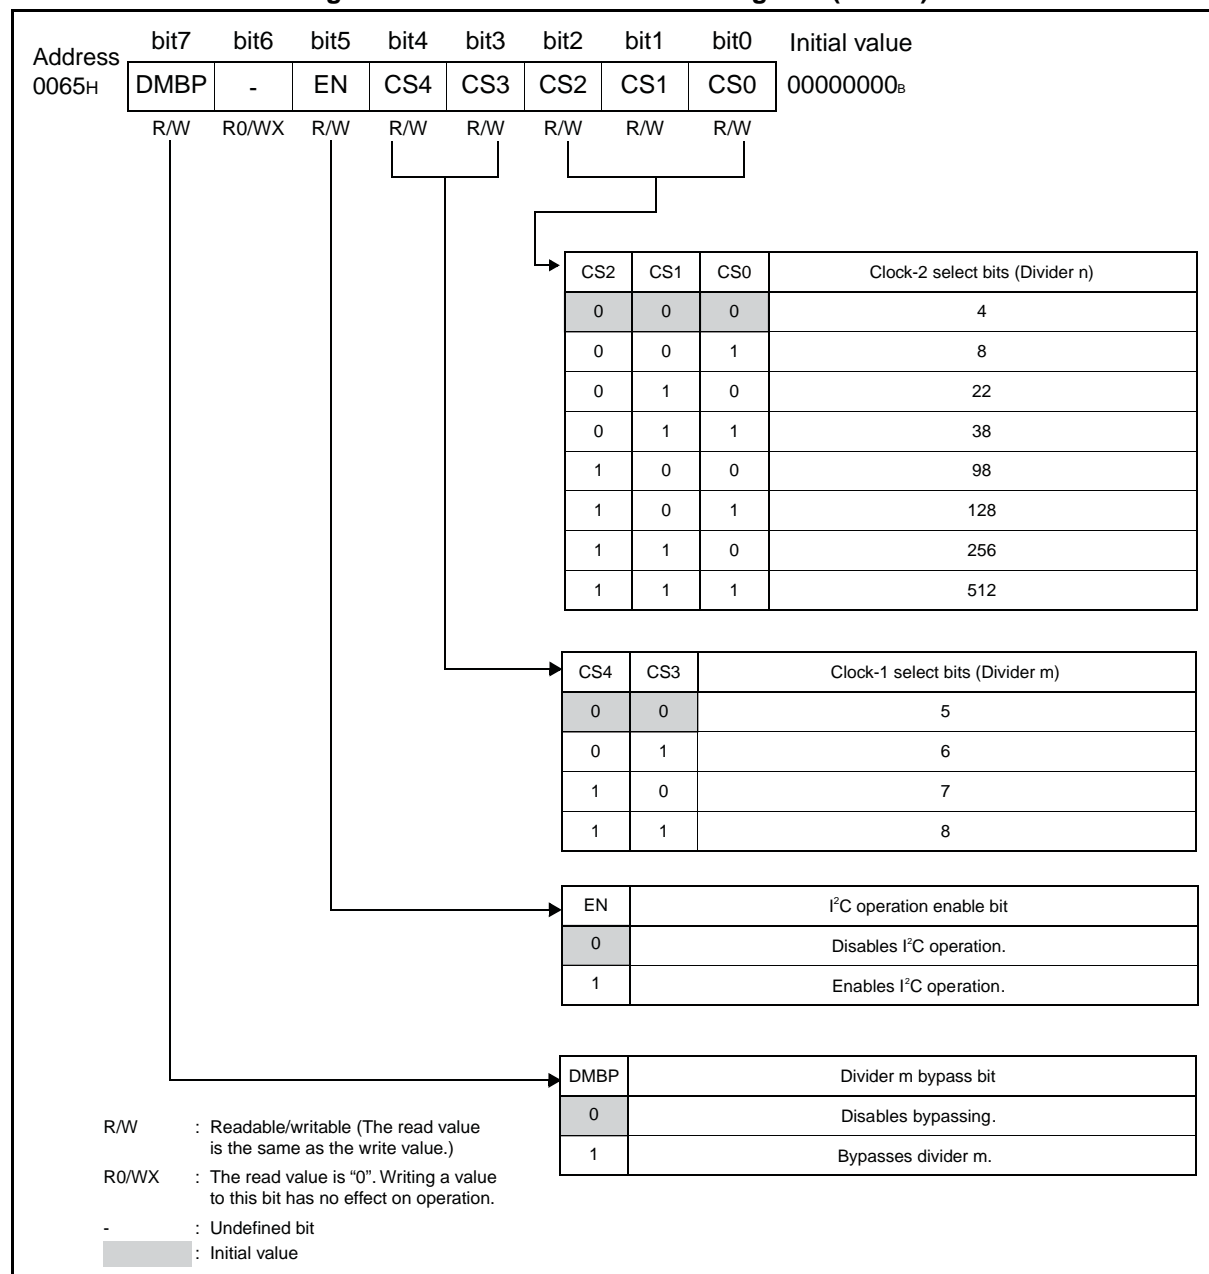 bit7 bit6 bit5 bit4 bit3 bit2 bit1 bit0 Initial value
Address
0065H DMBP - EN CS4 CS3 CS2 CS1 CS0 00000000B
R/W R0/WX R/W R/W R/W R/W R/W R/W
CS2 CS1 CS0 Clock-2 select bits (Divider n)
0 0 0 4
0 0 1 8
0 1 0 22
0 1 1 38
1 0 0 98
1 0 1 128
1 1 0 256
1 1 1 512
CS4 CS3 Clock-1 select bits (Divider m)
0 0 5
0 1 6
1 0 7
1 1 8
EN I²C operation enable bit
0 Disables I²C operation.
1 Enables I²C operation.
DMBP Divider m bypass bit
0 Disables bypassing.
1 Bypasses divider m.
R/W : Readable/writable (The read value
is the same as the write value.)
R0/WX : The read value is “0”. Writing a value
to this bit has no effect on operation.
- : Undefined bit
: Initial value